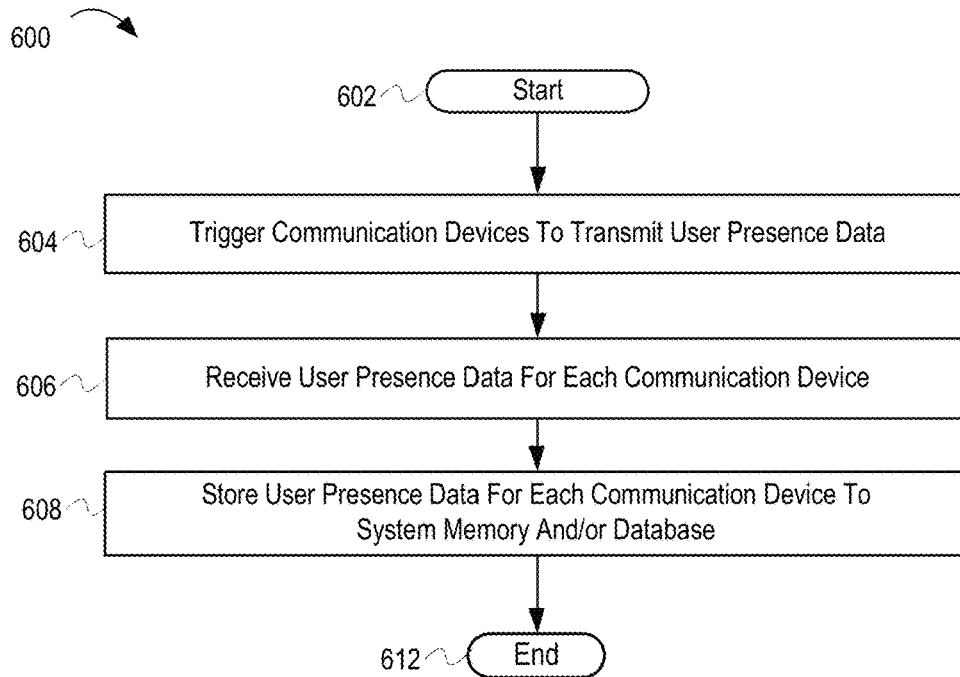 600
602
Start
604
Trigger Communication Devices To Transmit User Presence Data
606
Receive User Presence Data For Each Communication Device
608
Store User Presence Data For Each Communication Device To
System Memory And/or Database
612
End